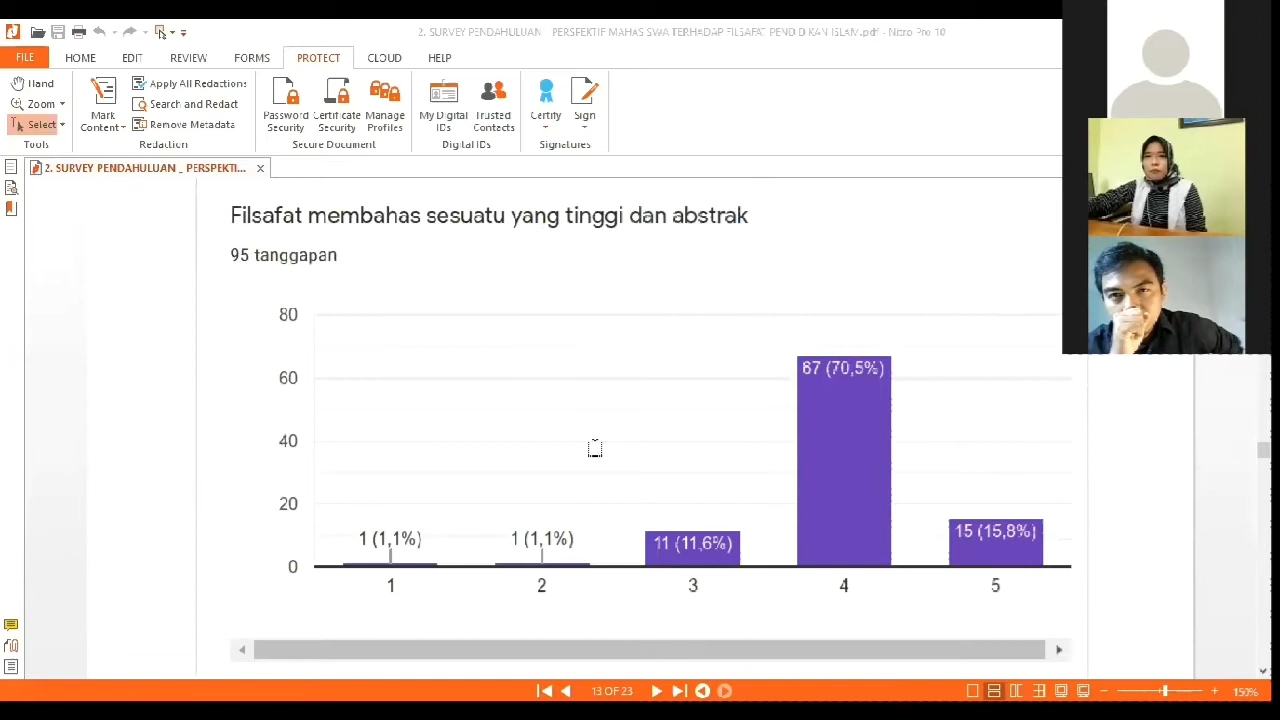 2. SURVEY PENDAHULUAN _ PERSPEKTIF MAHASISWA TERHADAP FILSAFAT PENDIDIKAN ISLAM.pdf - Nitro Pro 10
FILE HOME EDIT REVIEW FORMS PROTECT CLOUD HELP
Hand
Zoom
Select
Tools
Mark Content
Apply All Redactions
Search and Redact
Remove Metadata
Redaction
Password Security
Certificate Security
Manage Profiles
Secure Document
My Digital IDs
Trusted Contacts
Digital IDs
Certify
Sign
Signatures
2. SURVEY PENDAHULUAN _ PERSPEKTI...
Filsafat membahas sesuatu yang tinggi dan abstrak
95 tanggapan
80
60
40
20
0
1 (1,1%)
1 (1,1%)
11 (11,6%)
67 (70,5%)
15 (15,8%)
1 2 3 4 5
13 OF 23
150%